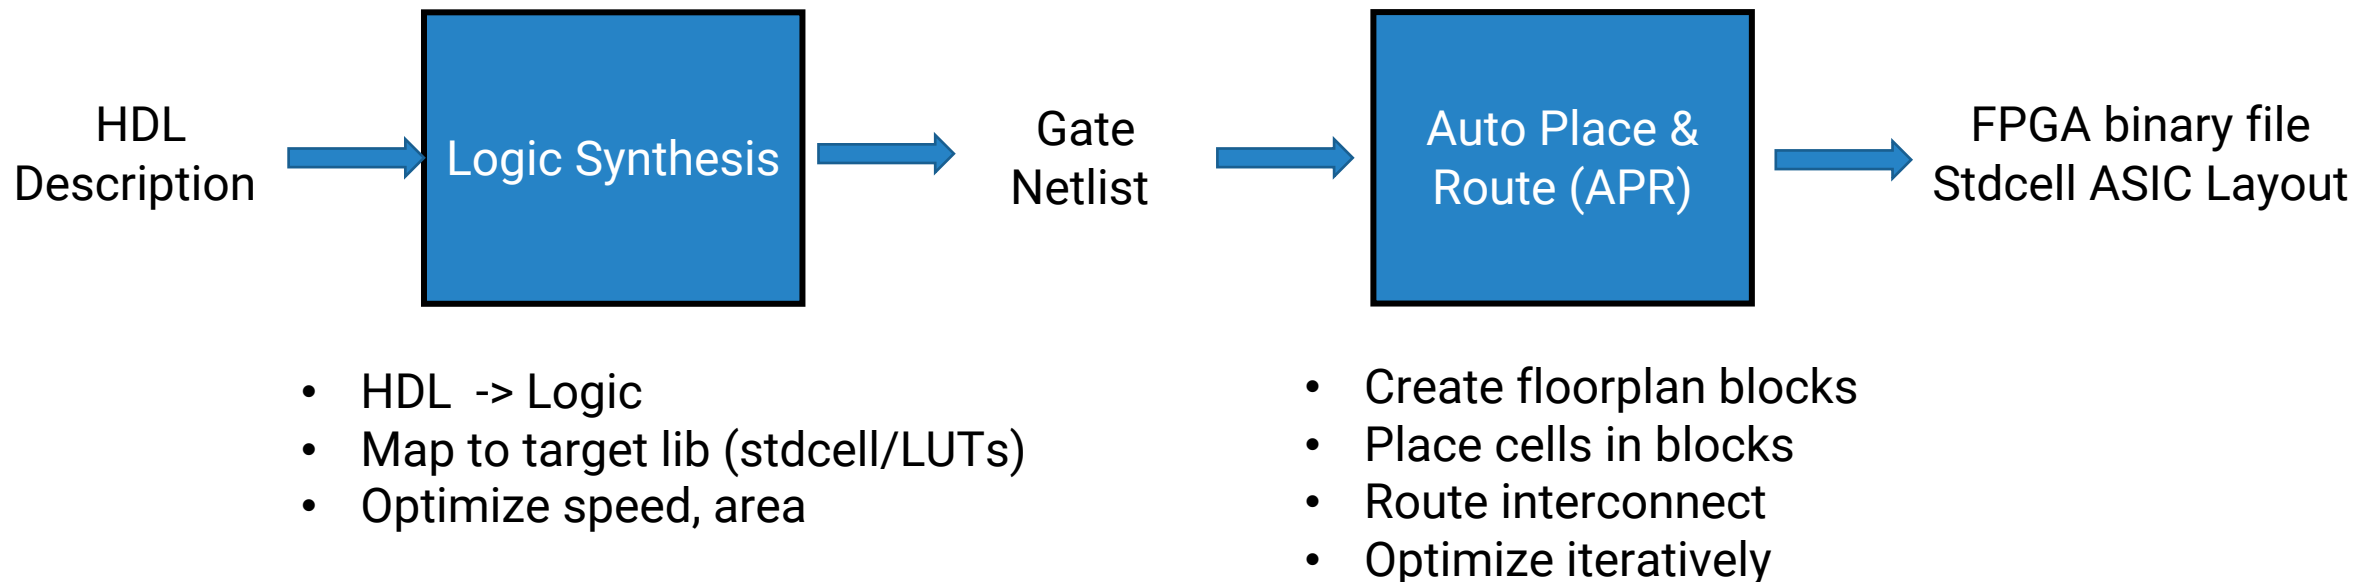 HDL
Description
Logic Synthesis
Gate
Netlist
Auto Place &
Route (APR)
FPGA binary file
Stdcell ASIC Layout
• HDL -> Logic
• Map to target lib (stdcell/LUTs)
• Optimize speed, area
• Create floorplan blocks
• Place cells in blocks
• Route interconnect
• Optimize iteratively